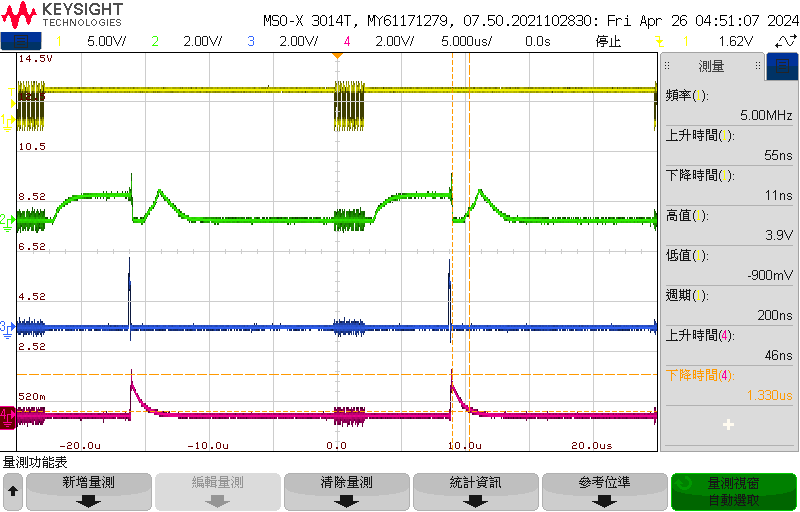 KEYSIGHT
TECHNOLOGIES
MSO-X 3014T, MY61171279, 07.50.2021102830: Fri Apr 26 04:51:07 2024
1 5.00V/ 2 2.00V/ 3 2.00V/ 4 2.00V/ 5.000us/ 0.0s 停止 1 1.62V
14.5V
10.5
8.52
6.52
4.52
2.52
520m
-20.0u -10.0u 0.0 10.0u 20.0us
1
2
3
4
測量
頻率(1):
5.00MHz
上升時間(1):
55ns
下降時間(1):
11ns
高值(1):
3.9V
低值(1):
-900mV
週期(1):
200ns
上升時間(4):
46ns
下降時間(4):
1.330us
量測功能表
新增量測
編輯量測
清除量測
統計資訊
參考位準
量測視窗
自動選取